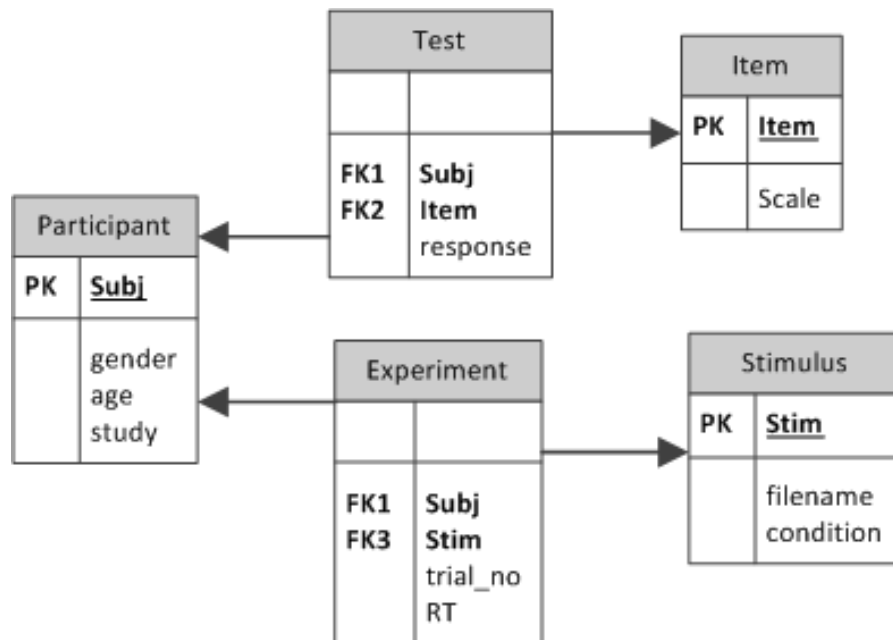 Test
FK1 Subj
FK2 Item
response
Item
PK Item
Scale
Participant
PK Subj
gender
age
study
Experiment
FK1 Subj
FK3 Stim
trial_no
RT
Stimulus
PK Stim
filename
condition